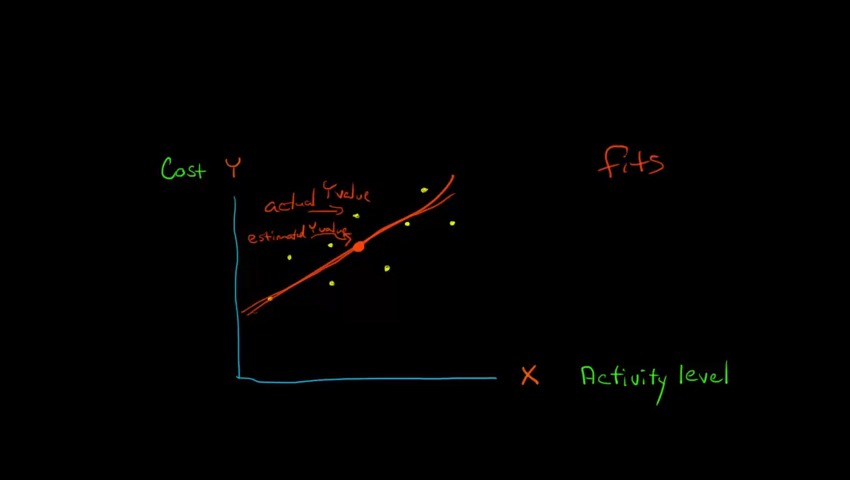 fits
Cost Y
actual Y value
estimated Y value
X Activity level